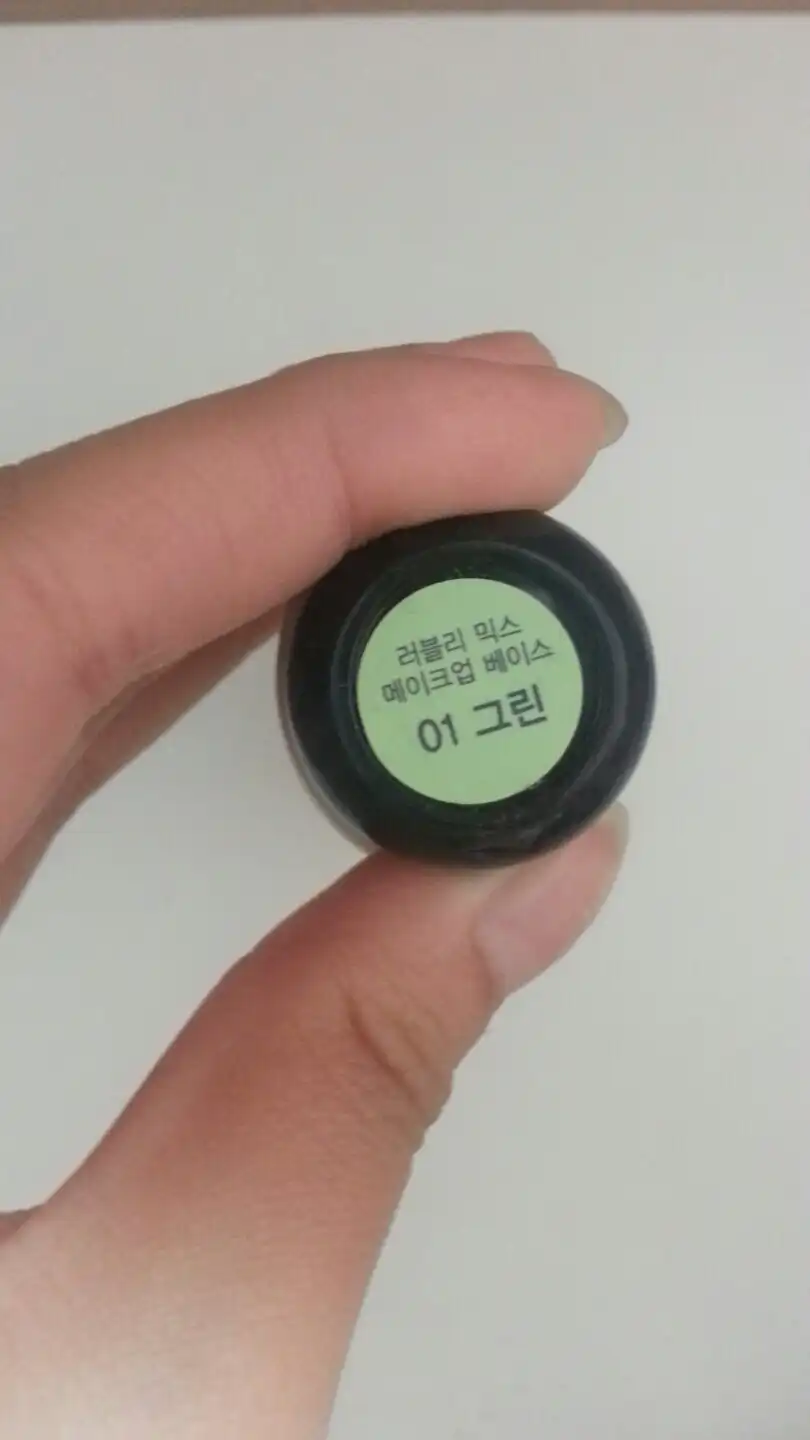 러블리 믹스
메이크업 베이스
01 그린